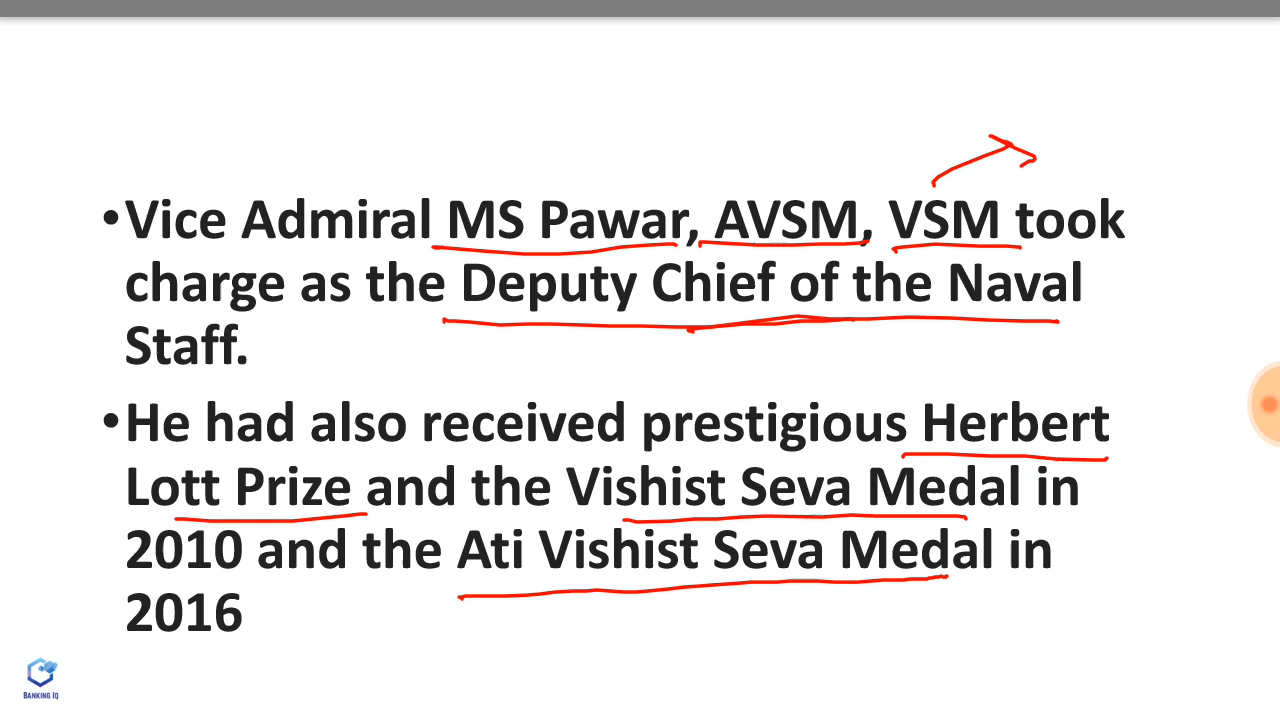 •Vice Admiral MS Pawar, AVSM, VSM took
charge as the Deputy Chief of the Naval
Staff.
•He had also received prestigious Herbert
Lott Prize and the Vishist Seva Medal in
2010 and the Ati Vishist Seva Medal in
2016
BANKING IQ